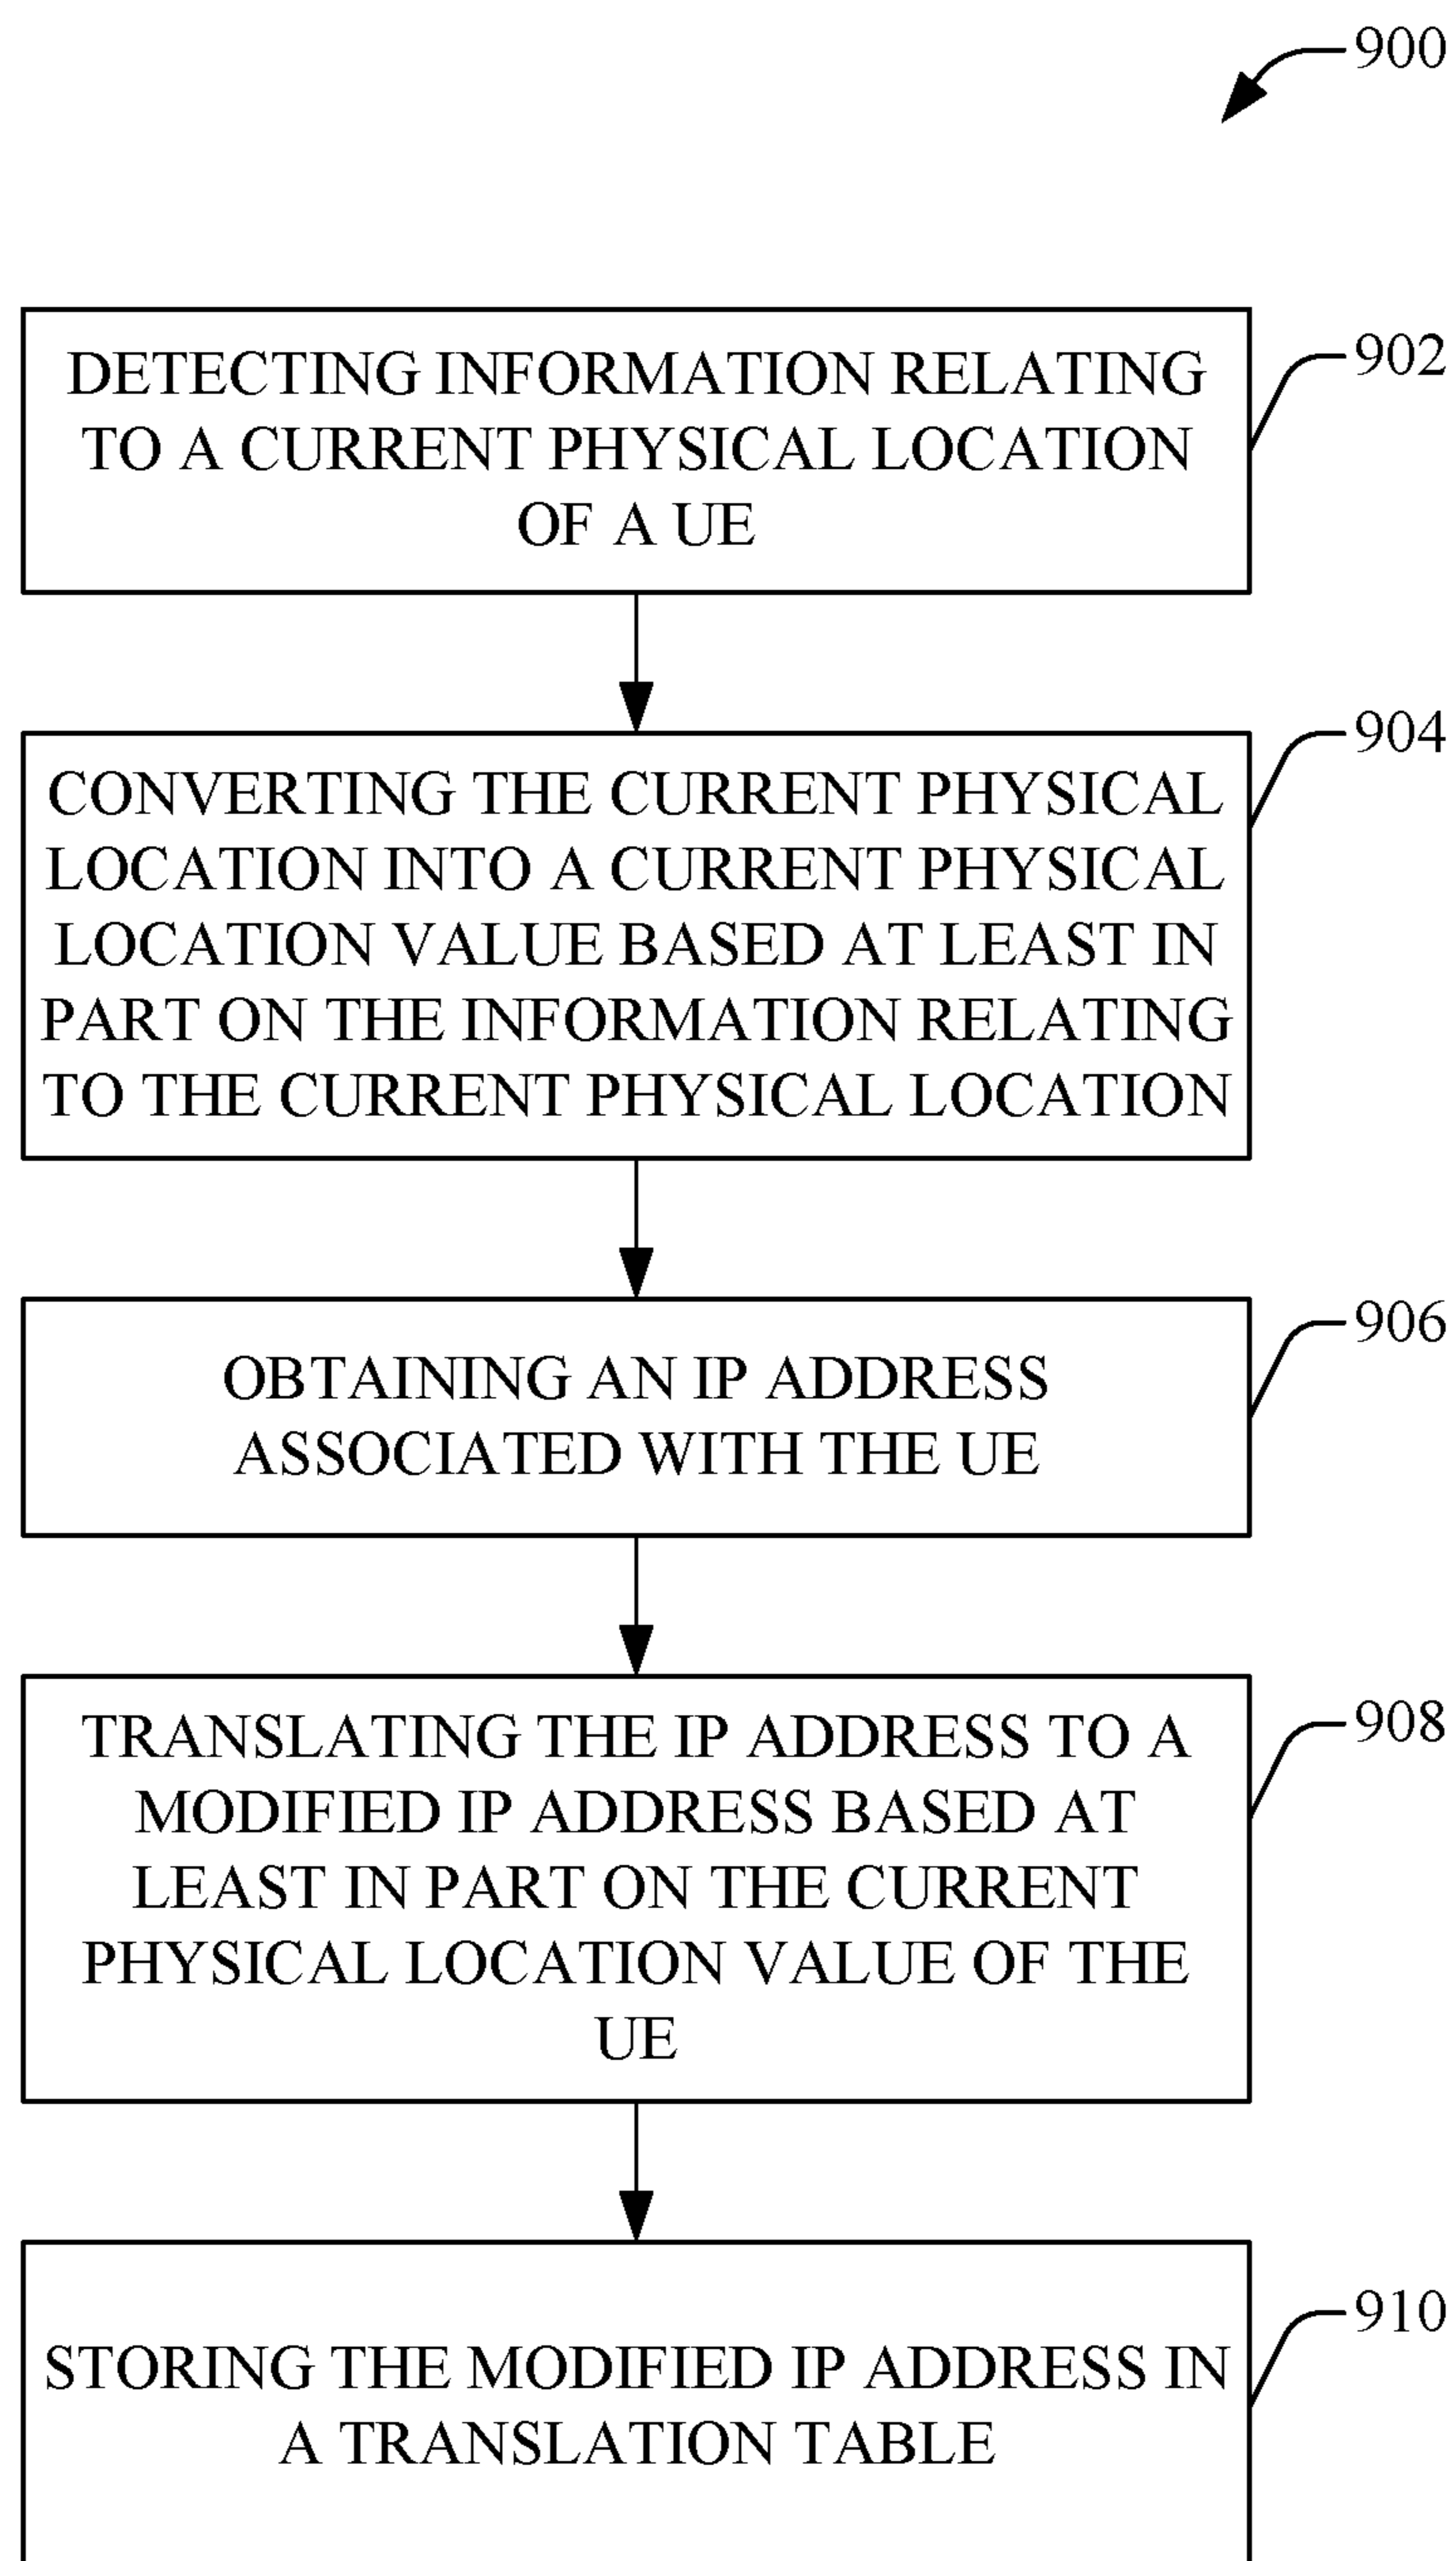 900
DETECTING INFORMATION RELATING
TO A CURRENT PHYSICAL LOCATION
OF A UE
902
CONVERTING THE CURRENT PHYSICAL
LOCATION INTO A CURRENT PHYSICAL
LOCATION VALUE BASED AT LEAST IN
PART ON THE INFORMATION RELATING
TO THE CURRENT PHYSICAL LOCATION
904
OBTAINING AN IP ADDRESS
ASSOCIATED WITH THE UE
906
TRANSLATING THE IP ADDRESS TO A
MODIFIED IP ADDRESS BASED AT
LEAST IN PART ON THE CURRENT
PHYSICAL LOCATION VALUE OF THE
UE
908
STORING THE MODIFIED IP ADDRESS IN
A TRANSLATION TABLE
910